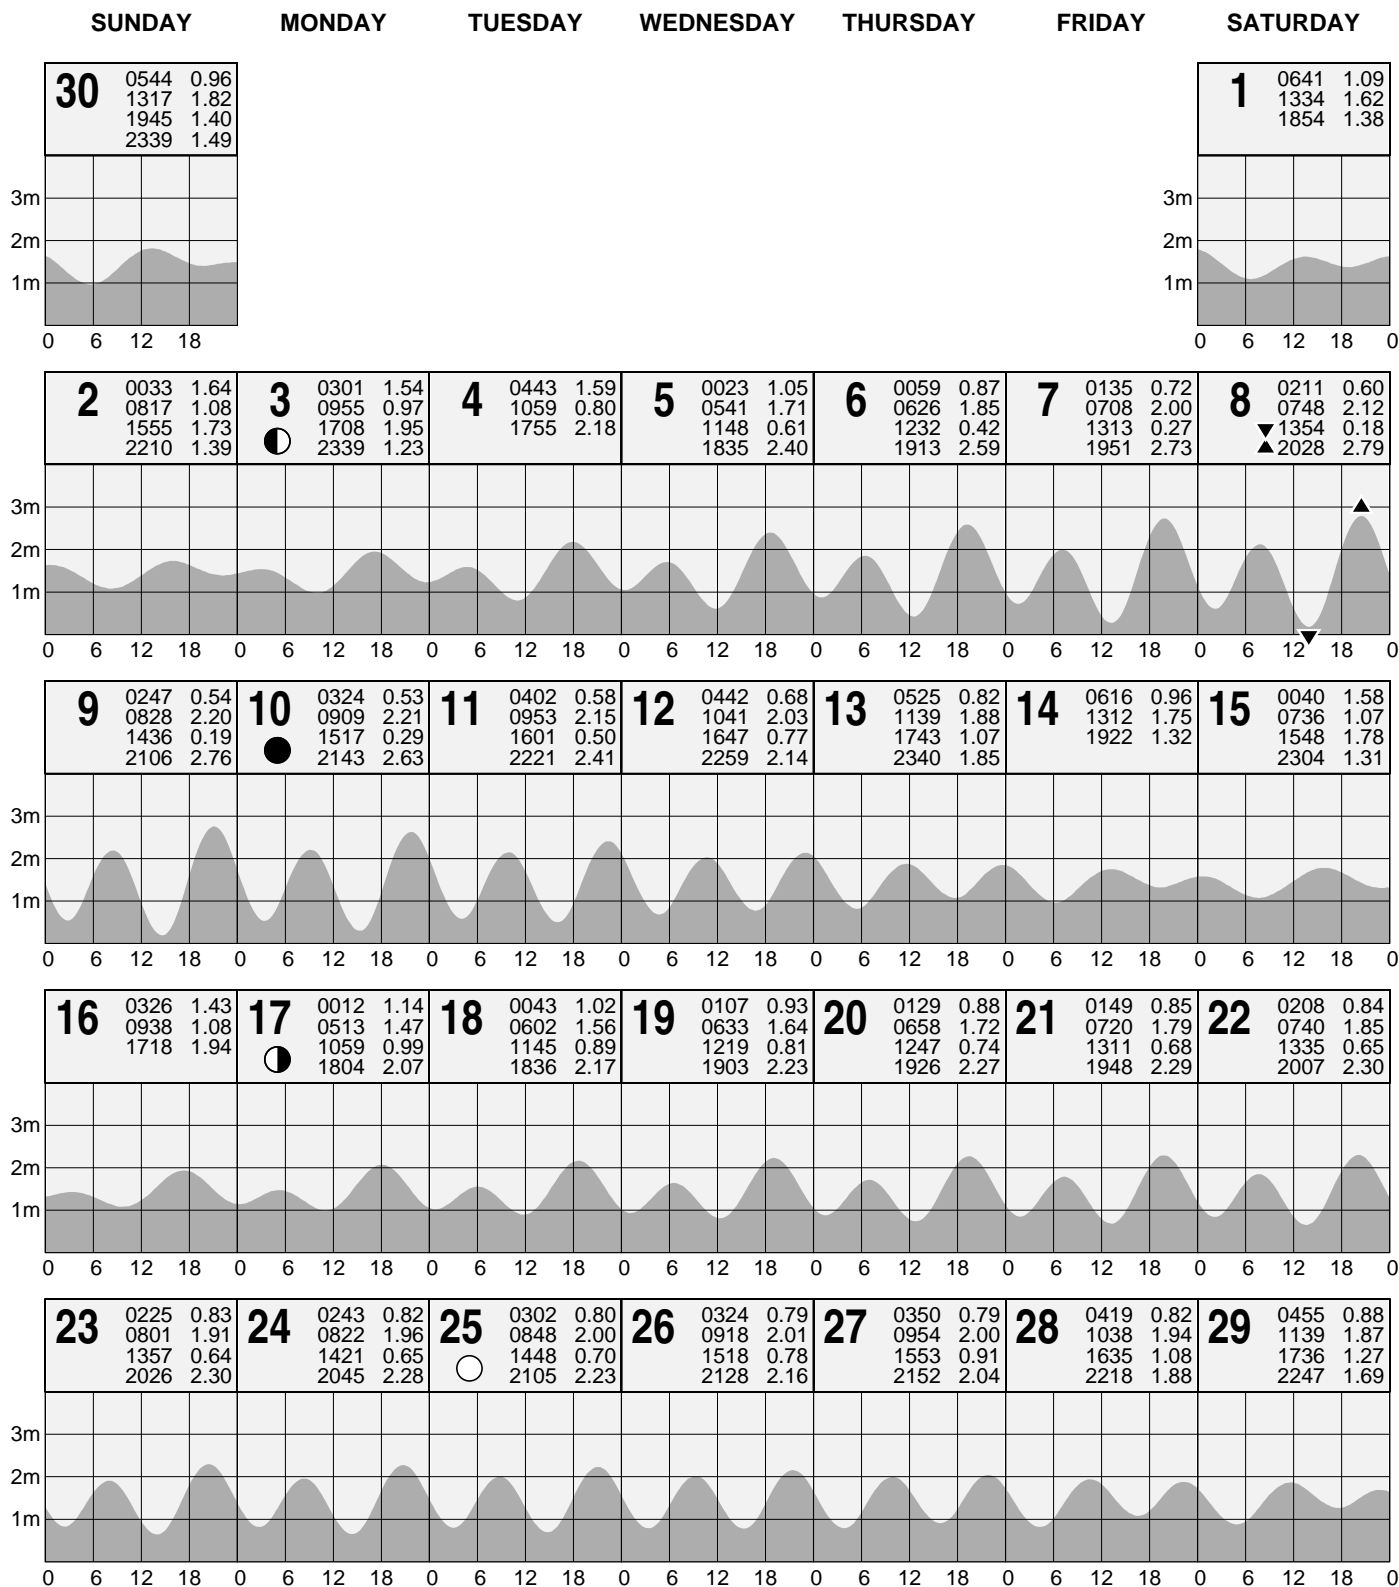 SUNDAY MONDAY TUESDAY WEDNESDAY THURSDAY FRIDAY SATURDAY
30 0544 0.96
1317 1.82
1945 1.40
2339 1.49
1 0641 1.09
1334 1.62
1854 1.38
3m 3m
2m 2m
1m 1m
0 6 12 18 0 6 12 18 0
2 0033 1.64
0817 1.08
1555 1.73
2210 1.39
3 0301 1.54
0955 0.97
1708 1.95
2339 1.23
4 0443 1.59
1059 0.80
1755 2.18
5 0023 1.05
0541 1.71
1148 0.61
1835 2.40
6 0059 0.87
0626 1.85
1232 0.42
1913 2.59
7 0135 0.72
0708 2.00
1313 0.27
1951 2.73
8 0211 0.60
0748 2.12
▼1354 0.18
▲2028 2.79
3m
2m
1m
0 6 12 18 0 6 12 18 0 6 12 18 0 6 12 18 0 6 12 18 0 6 12 18 0 6 12 18 0
9 0247 0.54
0828 2.20
1436 0.19
2106 2.76
10 0324 0.53
0909 2.21
1517 0.29
2143 2.63
11 0402 0.58
0953 2.15
1601 0.50
2221 2.41
12 0442 0.68
1041 2.03
1647 0.77
2259 2.14
13 0525 0.82
1139 1.88
1743 1.07
2340 1.85
14 0616 0.96
1312 1.75
1922 1.32
15 0040 1.58
0736 1.07
1548 1.78
2304 1.31
3m
2m
1m
0 6 12 18 0 6 12 18 0 6 12 18 0 6 12 18 0 6 12 18 0 6 12 18 0 6 12 18 0
16 0326 1.43
0938 1.08
1718 1.94
17 0012 1.14
0513 1.47
1059 0.99
1804 2.07
18 0043 1.02
0602 1.56
1145 0.89
1836 2.17
19 0107 0.93
0633 1.64
1219 0.81
1903 2.23
20 0129 0.88
0658 1.72
1247 0.74
1926 2.27
21 0149 0.85
0720 1.79
1311 0.68
1948 2.29
22 0208 0.84
0740 1.85
1335 0.65
2007 2.30
3m
2m
1m
0 6 12 18 0 6 12 18 0 6 12 18 0 6 12 18 0 6 12 18 0 6 12 18 0 6 12 18 0
23 0225 0.83
0801 1.91
1357 0.64
2026 2.30
24 0243 0.82
0822 1.96
1421 0.65
2045 2.28
25 0302 0.80
0848 2.00
1448 0.70
2105 2.23
26 0324 0.79
0918 2.01
1518 0.78
2128 2.16
27 0350 0.79
0954 2.00
1553 0.91
2152 2.04
28 0419 0.82
1038 1.94
1635 1.08
2218 1.88
29 0455 0.88
1139 1.87
1736 1.27
2247 1.69
3m
2m
1m
0 6 12 18 0 6 12 18 0 6 12 18 0 6 12 18 0 6 12 18 0 6 12 18 0 6 12 18 0